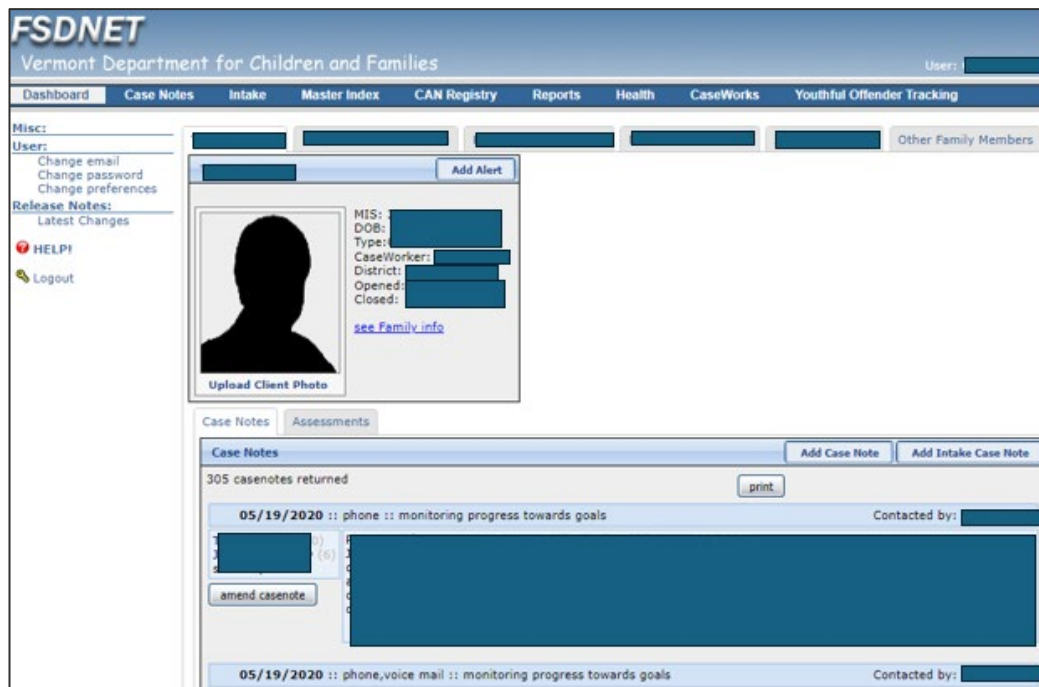 FSDNET
Vermont Department for Children and Families
User:
Dashboard Case Notes Intake Master Index CAN Registry Reports Health CaseWorks Youthful Offender Tracking
Misc:
User:
Change email
Change password
Change preferences
Release Notes:
Latest Changes
HELP!
Logout
Other Family Members
Add Alert
MIS:
DOB:
Type:
CaseWorker:
District:
Opened:
Closed:
see Family info
Upload Client Photo
Case Notes Assessments
Case Notes Add Case Note Add Intake Case Note
305 casenotes returned
print
05/19/2020 :: phone :: monitoring progress towards goals Contacted by:
(6)
amend casenote
05/19/2020 :: phone,voice mail :: monitoring progress towards goals Contacted by: